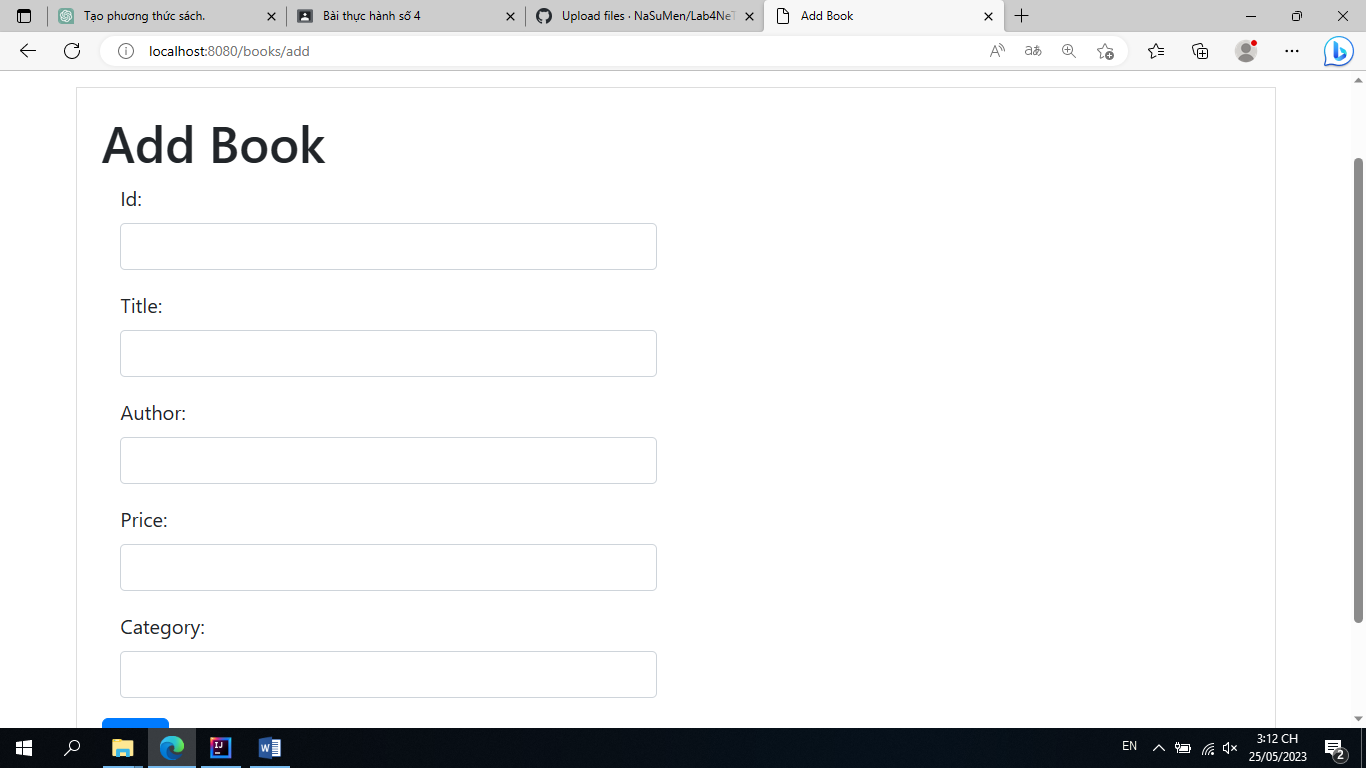 Tạo phương thức sách.
Bài thực hành số 4
Upload files · NaSuMen/Lab4Ne
Add Book
localhost:8080/books/add
Add Book
Id:
Title:
Author:
Price:
Category:
EN
3:12 CH
25/05/2023
2